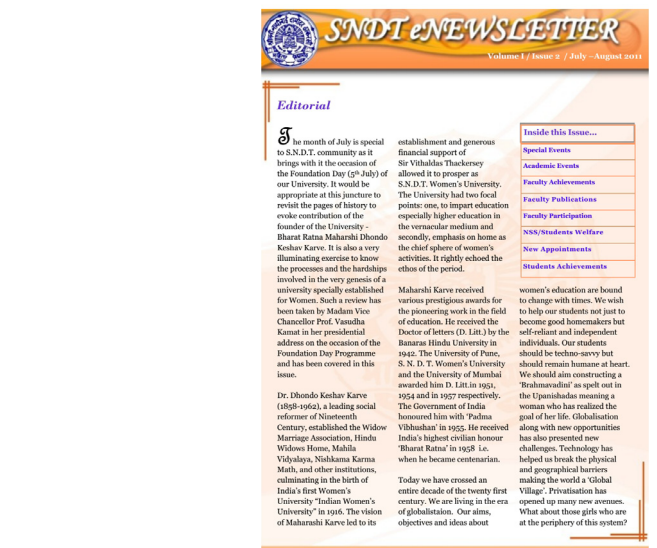 SNDT eNEWSLETTER
Volume I / Issue 2 / July –August 2011
Editorial
The month of July is special
to S.N.D.T. community as it
brings with it the occasion of
the Foundation Day (5th July) of
our University. It would be
appropriate at this juncture to
revisit the pages of history to
evoke contribution of the
founder of the University -
Bharat Ratna Maharshi Dhondo
Keshav Karve. It is also a very
illuminating exercise to know
the processes and the hardships
involved in the very genesis of a
university specially established
for Women. Such a review has
been taken by Madam Vice
Chancellor Prof. Vasudha
Kamat in her presidential
address on the occasion of the
Foundation Day Programme
and has been covered in this
issue.
Dr. Dhondo Keshav Karve
(1858-1962), a leading social
reformer of Nineteenth
Century, established the Widow
Marriage Association, Hindu
Widows Home, Mahila
Vidyalaya, Nishkama Karma
Math, and other institutions,
culminating in the birth of
India's first Women's
University "Indian Women's
University" in 1916. The vision
of Maharashi Karve led to its
establishment and generous
financial support of
Sir Vithaldas Thackersey
allowed it to prosper as
S.N.D.T. Women's University.
The University had two focal
points: one, to impart education
especially higher education in
the vernacular medium and
secondly, emphasis on home as
the chief sphere of women's
activities. It rightly echoed the
ethos of the period.
Maharshi Karve received
various prestigious awards for
the pioneering work in the field
of education. He received the
Doctor of letters (D. Litt.) by the
Banaras Hindu University in
1942. The University of Pune,
S. N. D. T. Women's University
and the University of Mumbai
awarded him D. Litt.in 1951,
1954 and in 1957 respectively.
The Government of India
honoured him with 'Padma
Vibhushan' in 1955. He received
India's highest civilian honour
'Bharat Ratna' in 1958 i.e.
when he became centenarian.
Today we have crossed an
entire decade of the twenty first
century. We are living in the era
of globalistaion. Our aims,
objectives and ideas about
Inside this Issue...
Special Events
Academic Events
Faculty Achievements
Faculty Publications
Faculty Participation
NSS/Students Welfare
New Appointments
Students Achievements
women's education are bound
to change with times. We wish
to help our students not just to
become good homemakers but
self-reliant and independent
individuals. Our students
should be techno-savvy but
should remain humane at heart.
We should aim constructing a
'Brahmavadini' as spelt out in
the Upanishadas meaning a
woman who has realized the
goal of her life. Globalisation
along with new opportunities
has also presented new
challenges. Technology has
helped us break the physical
and geographical barriers
making the world a 'Global
Village'. Privatisation has
opened up many new avenues.
What about those girls who are
at the periphery of this system?